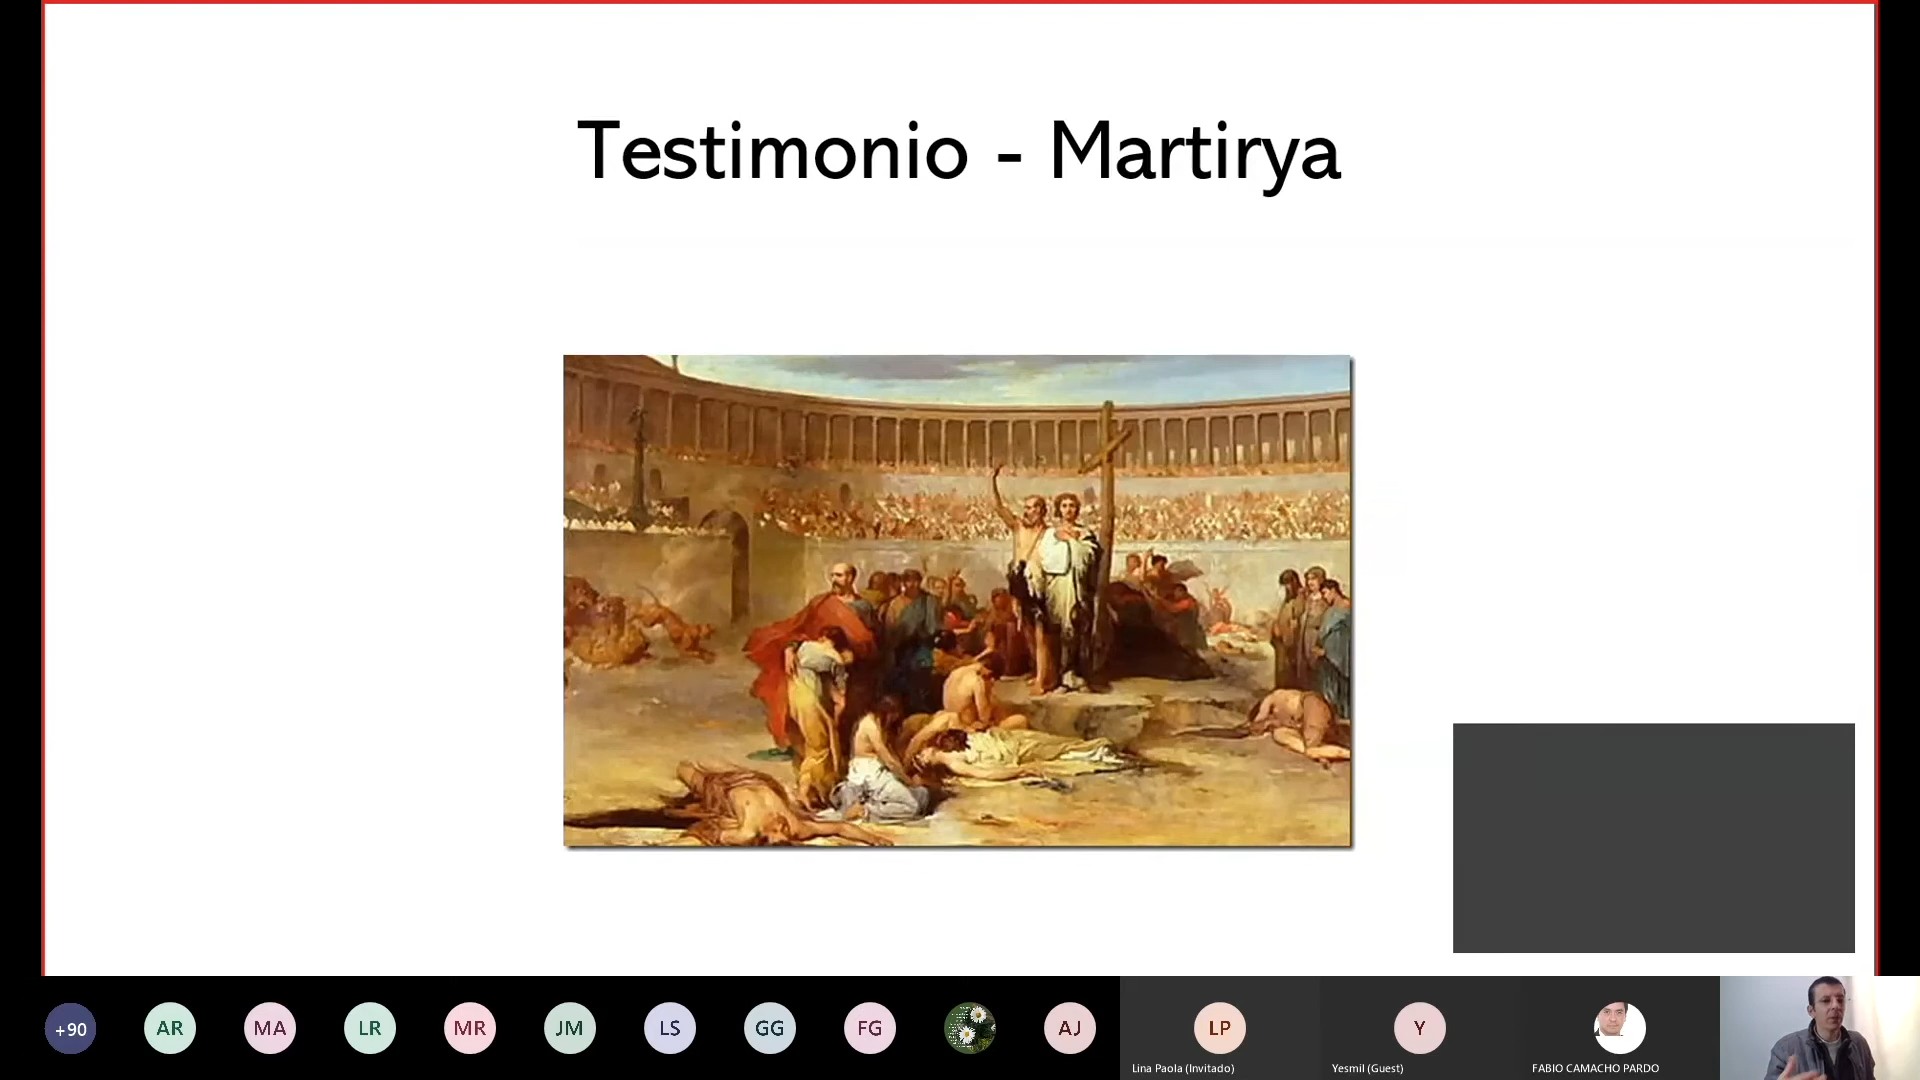 Testimonio - Martirya
+90
AR
MA
LR
MR
JM
LS
GG
FG
AJ
LP
Y
Lina Paola (Invitado)
Yesmil (Guest)
FABIO CAMACHO PARDO